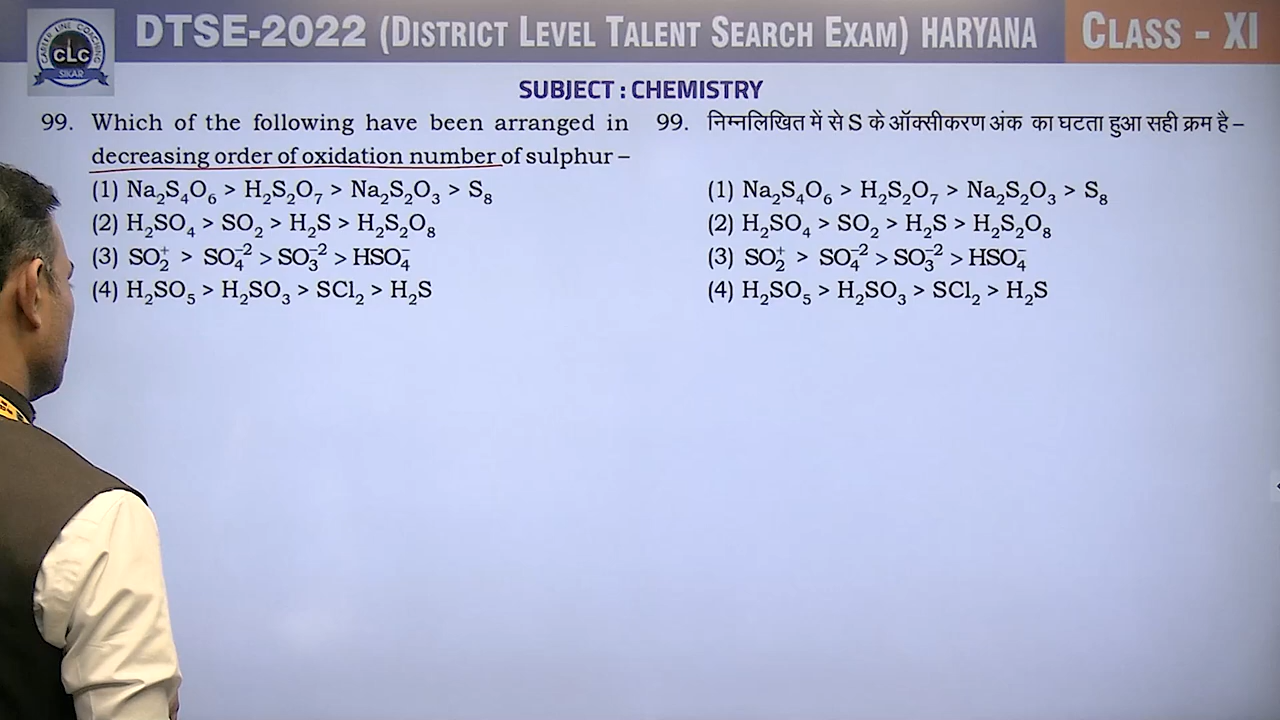 DTSE-2022 (DISTRICT LEVEL TALENT SEARCH EXAM) HARYANA
CLASS - XI
CAREER LINE COACHING
CLC
SIKAR
SUBJECT : CHEMISTRY
99. Which of the following have been arranged in
decreasing order of oxidation number of sulphur –
(1) Na₂S₄O₆ > H₂S₂O₇ > Na₂S₂O₃ > S₈
(2) H₂SO₄ > SO₂ > H₂S > H₂S₂O₈
(3) SO₂⁺ > SO₄⁻² > SO₃⁻² > HSO₄⁻
(4) H₂SO₅ > H₂SO₃ > SCl₂ > H₂S
99. निम्नलिखित में से S के ऑक्सीकरण अंक का घटता हुआ सही क्रम है –
(1) Na₂S₄O₆ > H₂S₂O₇ > Na₂S₂O₃ > S₈
(2) H₂SO₄ > SO₂ > H₂S > H₂S₂O₈
(3) SO₂⁺ > SO₄⁻² > SO₃⁻² > HSO₄⁻
(4) H₂SO₅ > H₂SO₃ > SCl₂ > H₂S